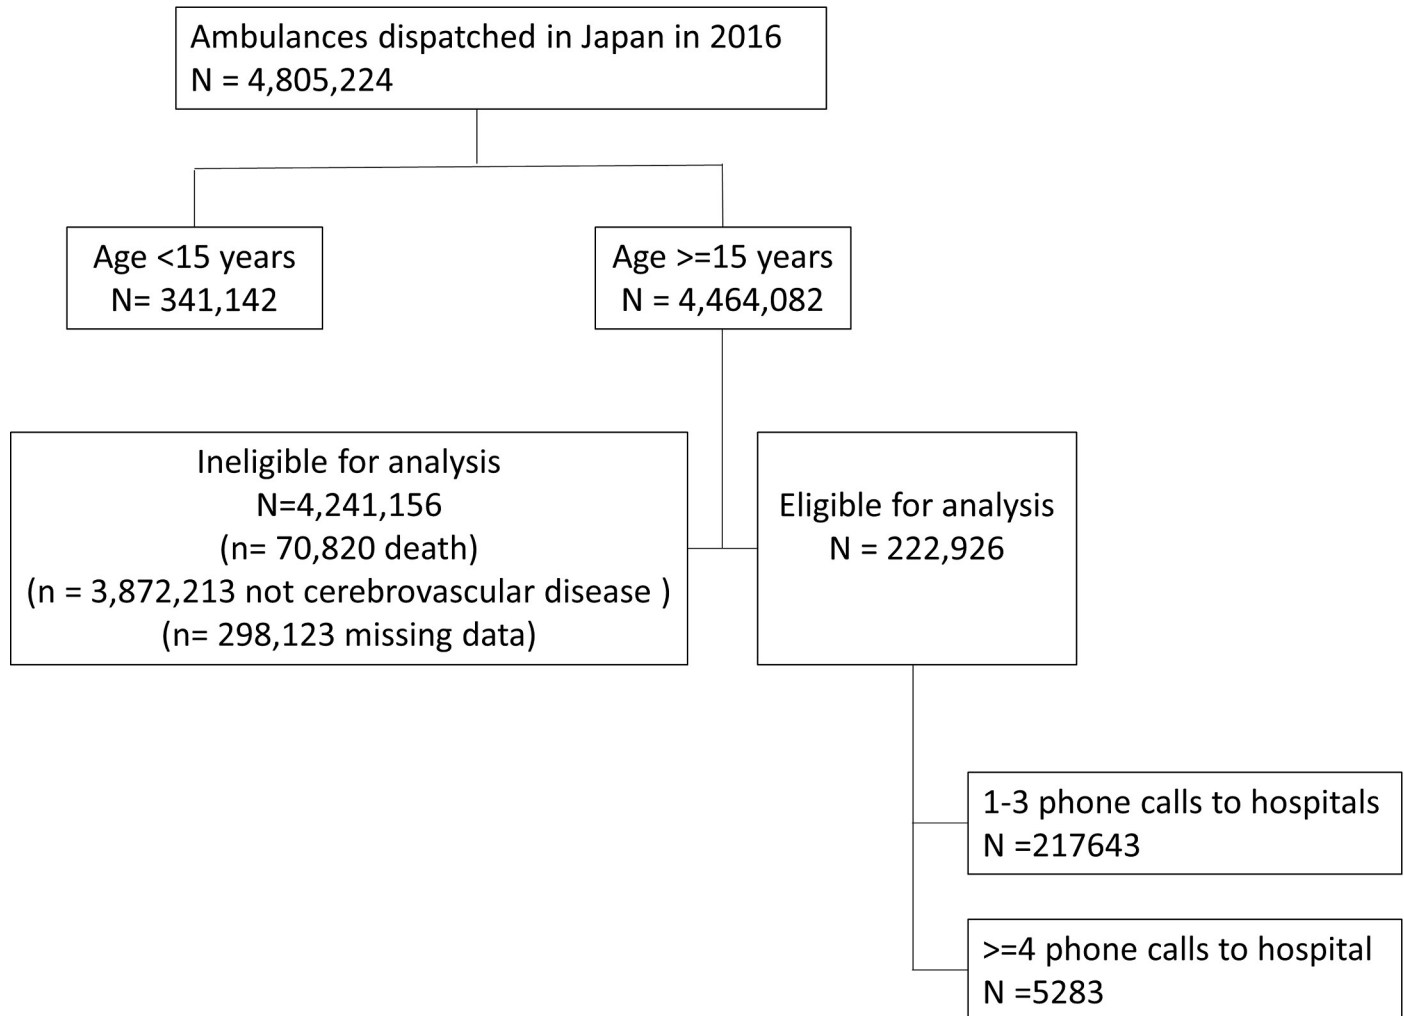 Ambulances dispatched in Japan in 2016
N = 4,805,224
Age <15 years
N= 341,142
Age >=15 years
N = 4,464,082
Ineligible for analysis
N=4,241,156
(n= 70,820 death)
(n = 3,872,213 not cerebrovascular disease )
(n= 298,123 missing data)
Eligible for analysis
N = 222,926
1-3 phone calls to hospitals
N =217643
>=4 phone calls to hospital
N =5283